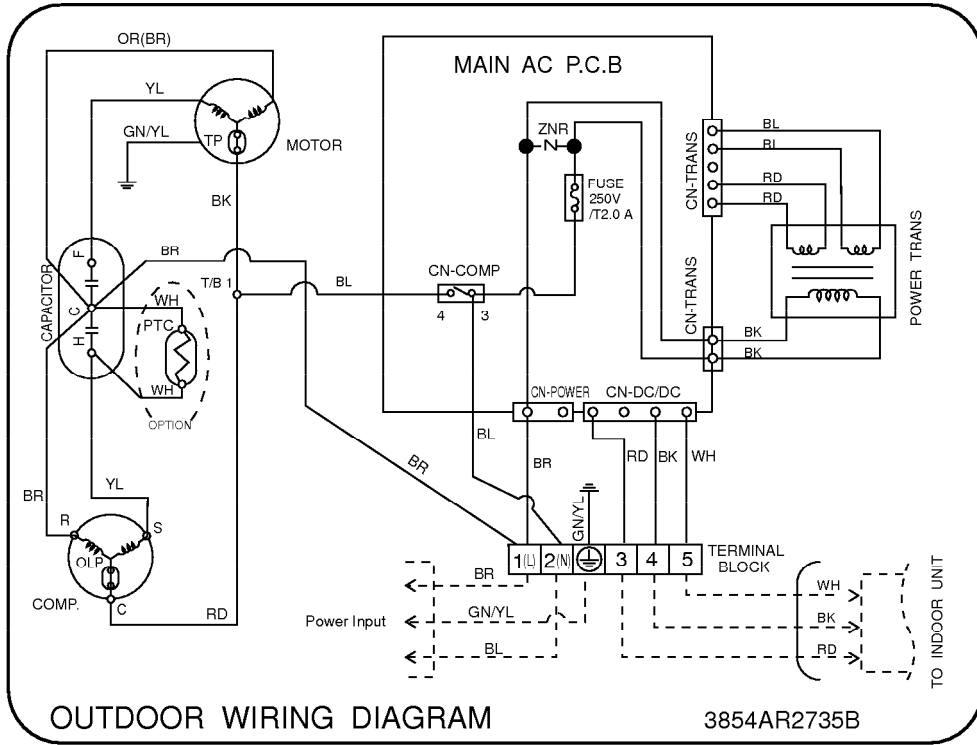 OR(BR)
MAIN AC P.C.B
YL
GN/YL
TP
MOTOR
ZNR
FUSE
250V
/T2.0 A
CN-TRANS
BL
BL
RD
RD
POWER TRANS
BK
BR
CAPACITOR
F
C
H
WH
PTC
WH
OPTION
T/B 1
BL
CN-COMP
4
3
CN-TRANS
BK
BK
CN-POWER
CN-DC/DC
BL
BR
BR
RD
BK
WH
GN/YL
BR
YL
R
S
OLP
COMP.
C
RD
1(L)
2(N)
3
4
5
TERMINAL
BLOCK
BR
Power Input
GN/YL
BL
WH
BK
RD
TO INDOOR UNIT
OUTDOOR WIRING DIAGRAM
3854AR2735B